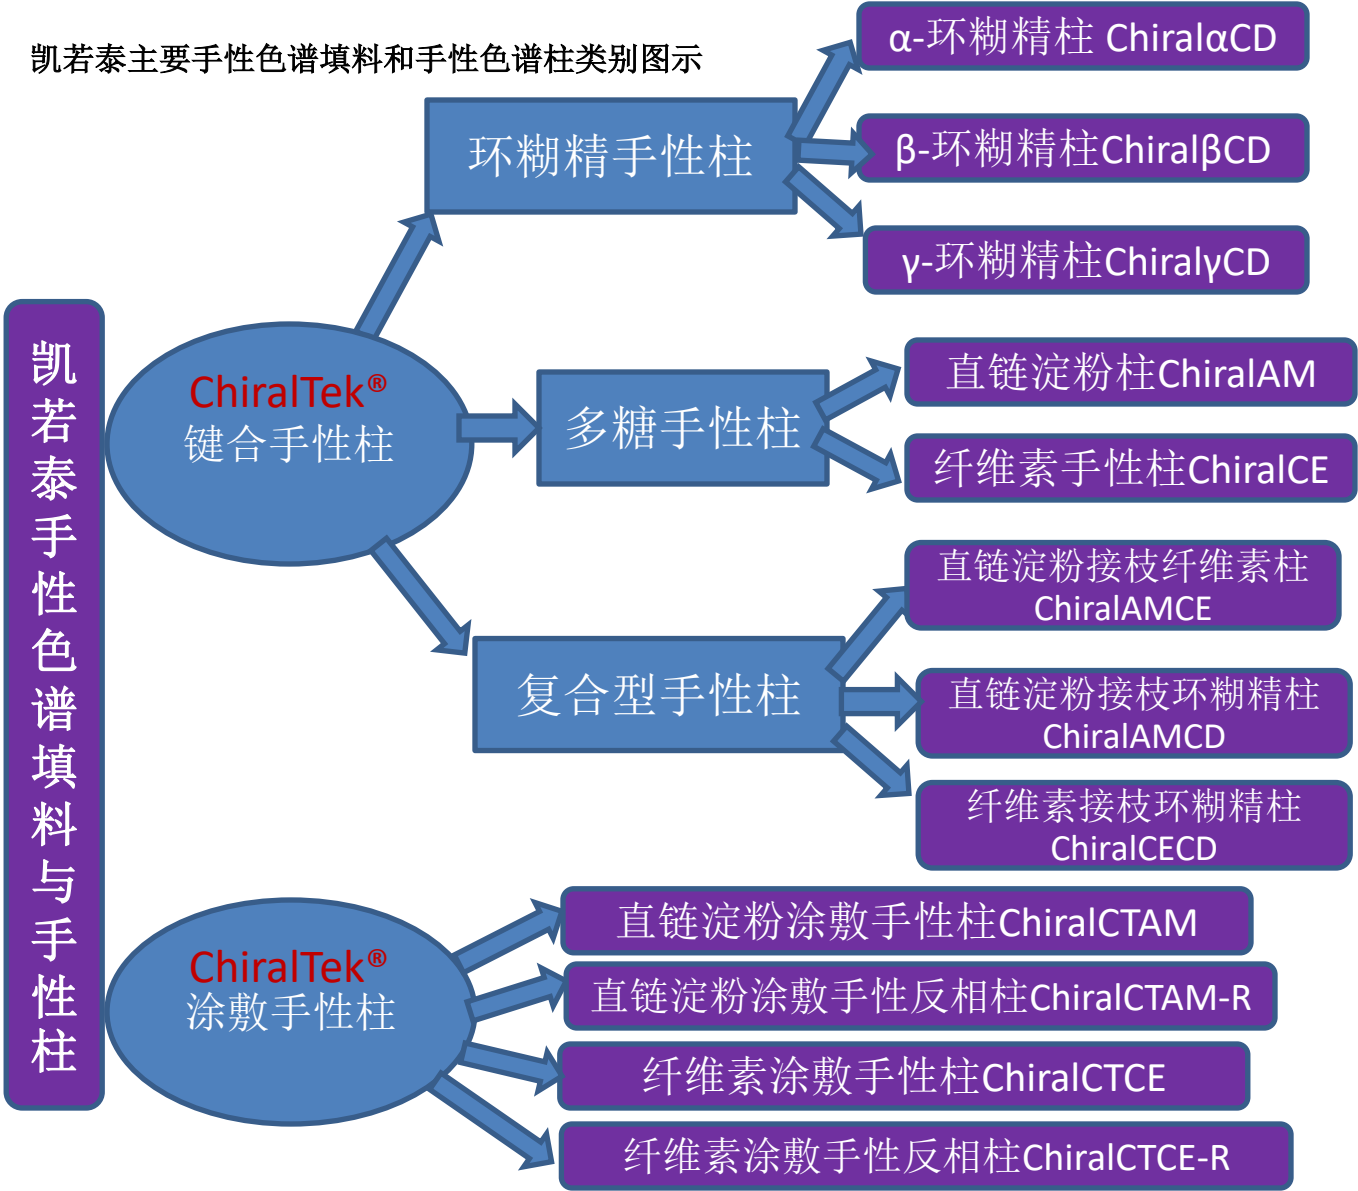 凯若泰主要手性色谱填料和手性色谱柱类别图示
凯若泰手性色谱填料与手性柱
ChiralTek®
键合手性柱
环糊精手性柱
α-环糊精柱 ChiralαCD
β-环糊精柱ChiralβCD
γ-环糊精柱ChiralγCD
多糖手性柱
直链淀粉柱ChiralAM
纤维素手性柱ChiralCE
复合型手性柱
直链淀粉接枝纤维素柱
ChiralAMCE
直链淀粉接枝环糊精柱
ChiralAMCD
纤维素接枝环糊精柱
ChiralCECD
ChiralTek®
涂敷手性柱
直链淀粉涂敷手性柱ChiralCTAM
直链淀粉涂敷手性反相柱ChiralCTAM-R
纤维素涂敷手性柱ChiralCTCE
纤维素涂敷手性反相柱ChiralCTCE-R